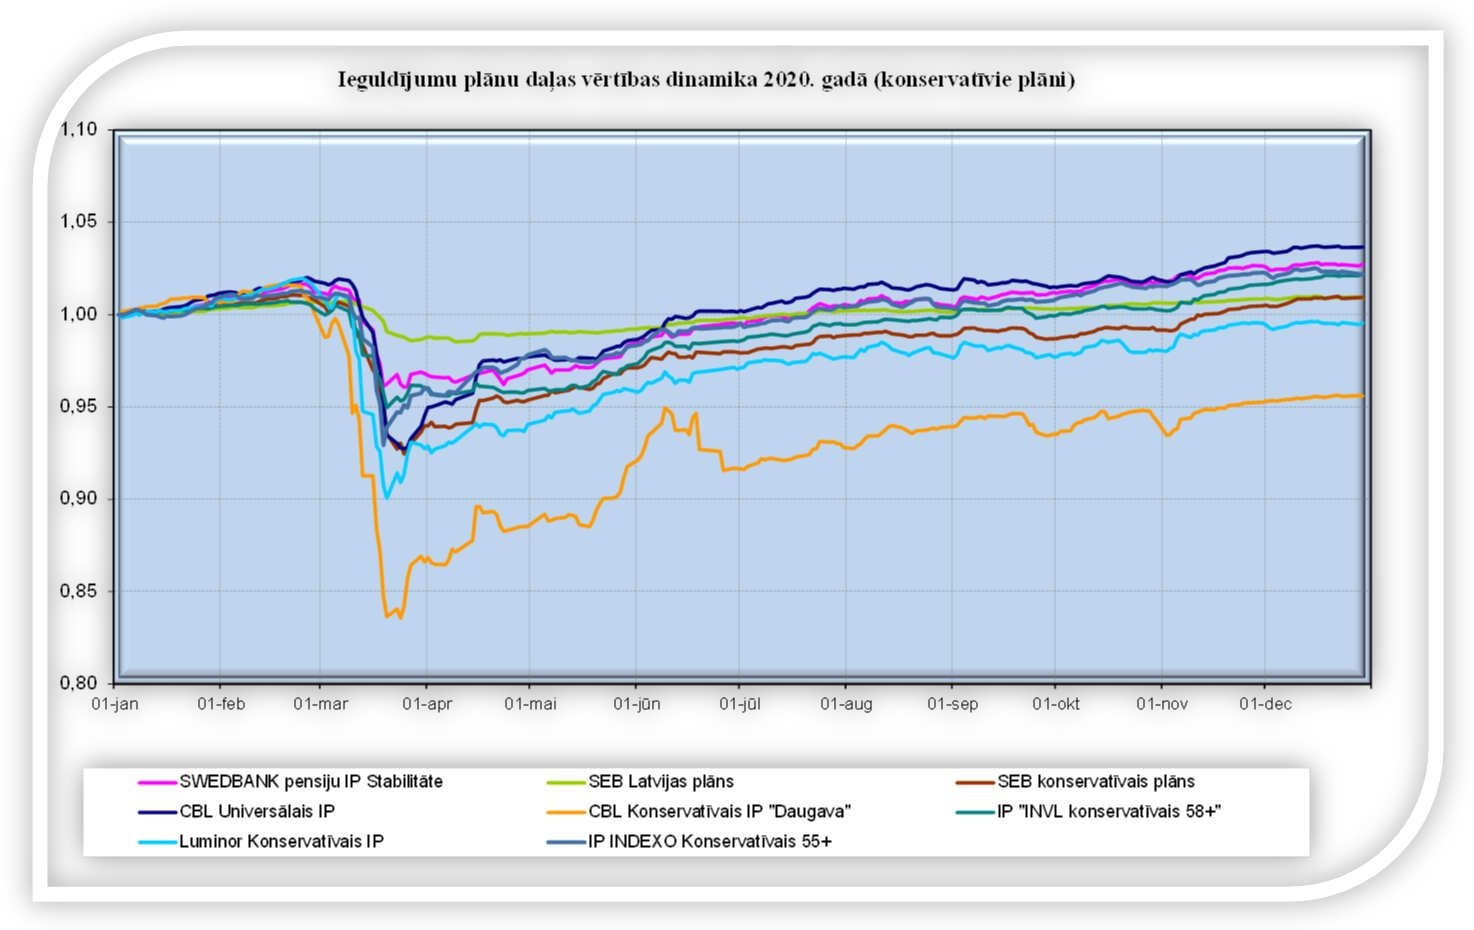 Ieguldījumu plānu daļas vērtības dinamika 2020. gadā (konservatīvie plāni)
1,10
1,05
1,00
0,95
0,90
0,85
0,80
01-jan 01-feb 01-mar 01-apr 01-mai 01-jūn 01-jūl 01-aug 01-sep 01-okt 01-nov 01-dec
SWEDBANK pensiju IP Stabilitāte SEB Latvijas plāns SEB konservatīvais plāns
CBL Universālais IP CBL Konservatīvais IP "Daugava" IP "INVL konservatīvais 58+"
Luminor Konservatīvais IP IP INDEXO Konservatīvais 55+